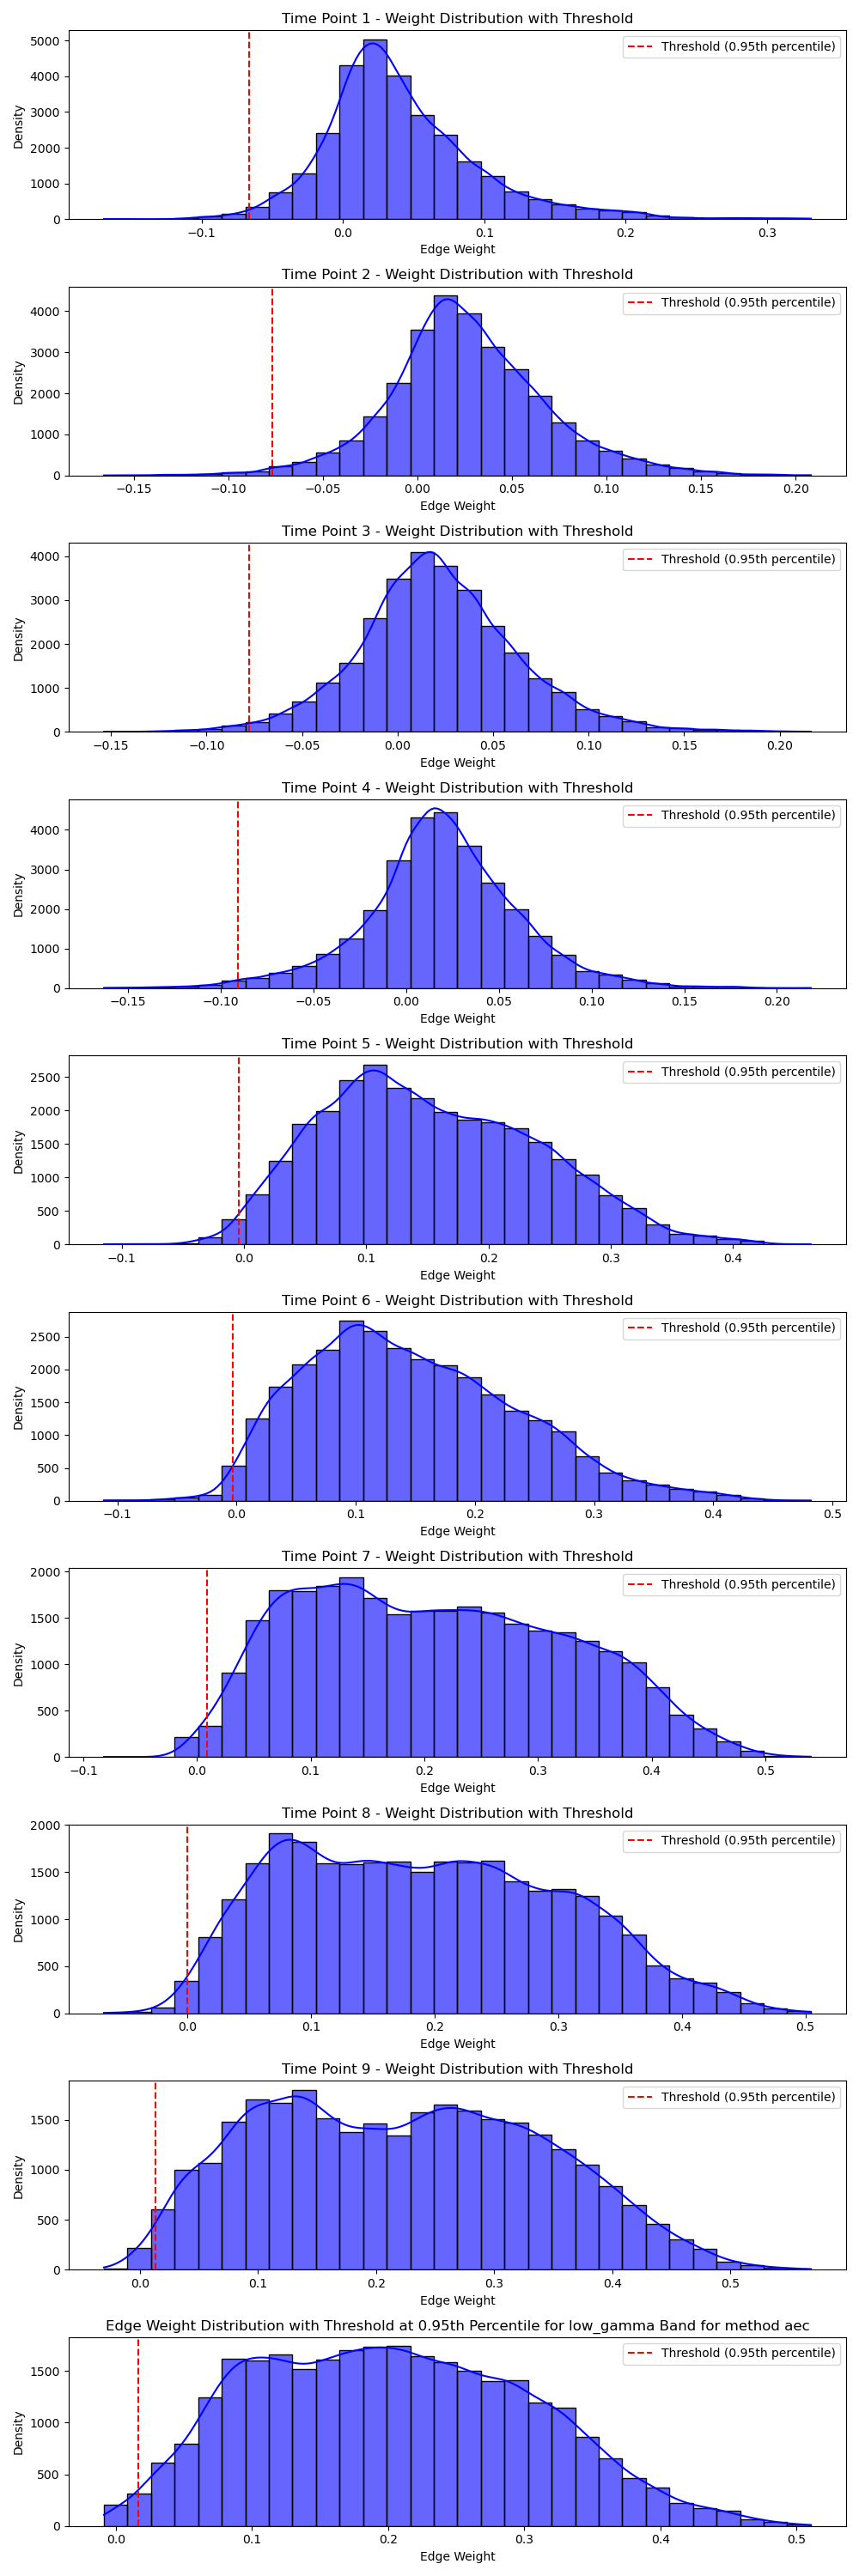 Time Point 1 - Weight Distribution with Threshold
Threshold (0.95th percentile)
Density
5000
4000
3000
2000
1000
0
−0.1 0.0 0.1 0.2 0.3
Edge Weight
Time Point 2 - Weight Distribution with Threshold
Threshold (0.95th percentile)
Density
4000
3000
2000
1000
0
−0.15 −0.10 −0.05 0.00 0.05 0.10 0.15 0.20
Edge Weight
Time Point 3 - Weight Distribution with Threshold
Threshold (0.95th percentile)
Density
4000
3000
2000
1000
0
−0.15 −0.10 −0.05 0.00 0.05 0.10 0.15 0.20
Edge Weight
Time Point 4 - Weight Distribution with Threshold
Threshold (0.95th percentile)
Density
4000
3000
2000
1000
0
−0.15 −0.10 −0.05 0.00 0.05 0.10 0.15 0.20
Edge Weight
Time Point 5 - Weight Distribution with Threshold
Threshold (0.95th percentile)
Density
2500
2000
1500
1000
500
0
−0.1 0.0 0.1 0.2 0.3 0.4
Edge Weight
Time Point 6 - Weight Distribution with Threshold
Threshold (0.95th percentile)
Density
2500
2000
1500
1000
500
0
−0.1 0.0 0.1 0.2 0.3 0.4 0.5
Edge Weight
Time Point 7 - Weight Distribution with Threshold
Threshold (0.95th percentile)
Density
2000
1500
1000
500
0
−0.1 0.0 0.1 0.2 0.3 0.4 0.5
Edge Weight
Time Point 8 - Weight Distribution with Threshold
Threshold (0.95th percentile)
Density
2000
1500
1000
500
0
0.0 0.1 0.2 0.3 0.4 0.5
Edge Weight
Time Point 9 - Weight Distribution with Threshold
Threshold (0.95th percentile)
Density
1500
1000
500
0
0.0 0.1 0.2 0.3 0.4 0.5
Edge Weight
Edge Weight Distribution with Threshold at 0.95th Percentile for low_gamma Band for method aec
Threshold (0.95th percentile)
Density
1500
1000
500
0
0.0 0.1 0.2 0.3 0.4 0.5
Edge Weight